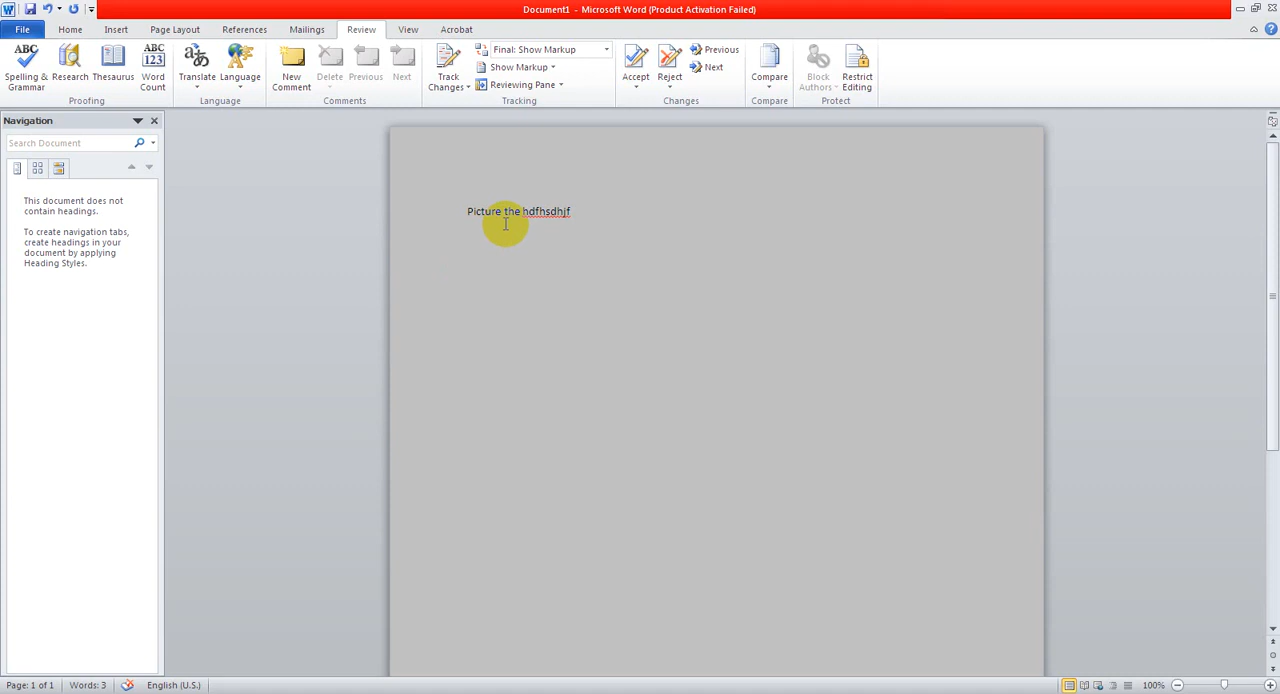 Document1 - Microsoft Word (Product Activation Failed)
File Home Insert Page Layout References Mailings Review View Acrobat
ABC
Spelling & Grammar
Research
Thesaurus
ABC 123
Word Count
Proofing
Translate
Language
Language
New Comment
Delete
Previous
Next
Comments
Track Changes
Final: Show Markup
Show Markup
Reviewing Pane
Tracking
Accept
Reject
Previous
Next
Changes
Compare
Compare
Block Authors
Restrict Editing
Protect
Navigation
Search Document
This document does not
contain headings.
To create navigation tabs,
create headings in your
document by applying
Heading Styles.
Picture the hdfhsdhjf
Page: 1 of 1 Words: 3 English (U.S.) 100%